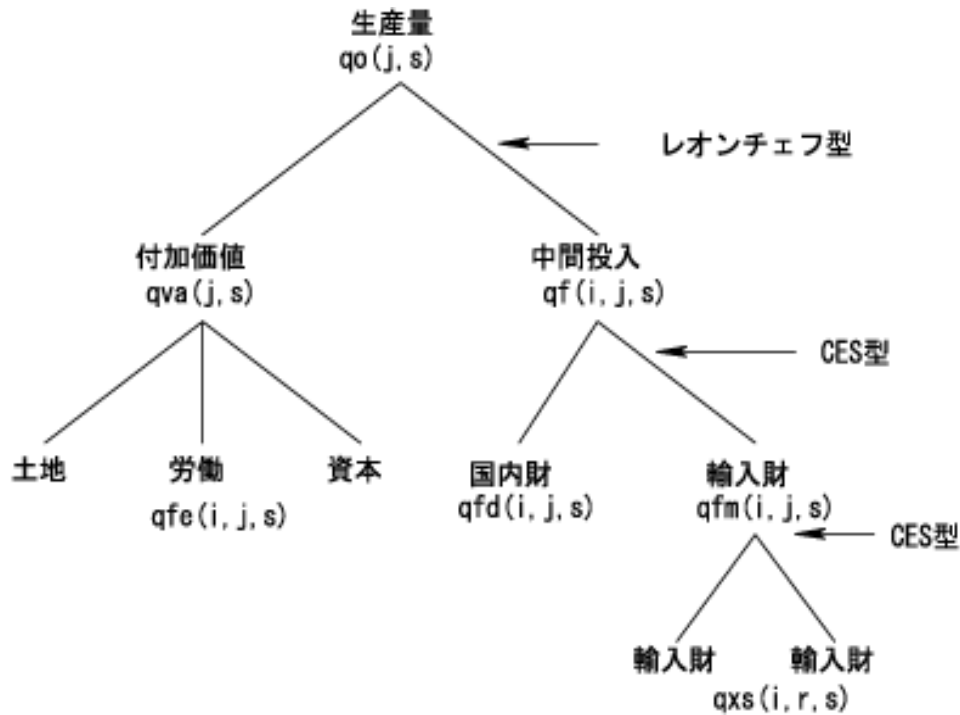 生産量
qo(j,s)
レオンチェフ型
付加価値
qva(j,s)
中間投入
qf(i,j,s)
CES型
土地
労働
資本
qfe(i,j,s)
国内財
qfd(i,j,s)
輸入財
qfm(i,j,s)
CES型
輸入財
輸入財
qxs(i,r,s)